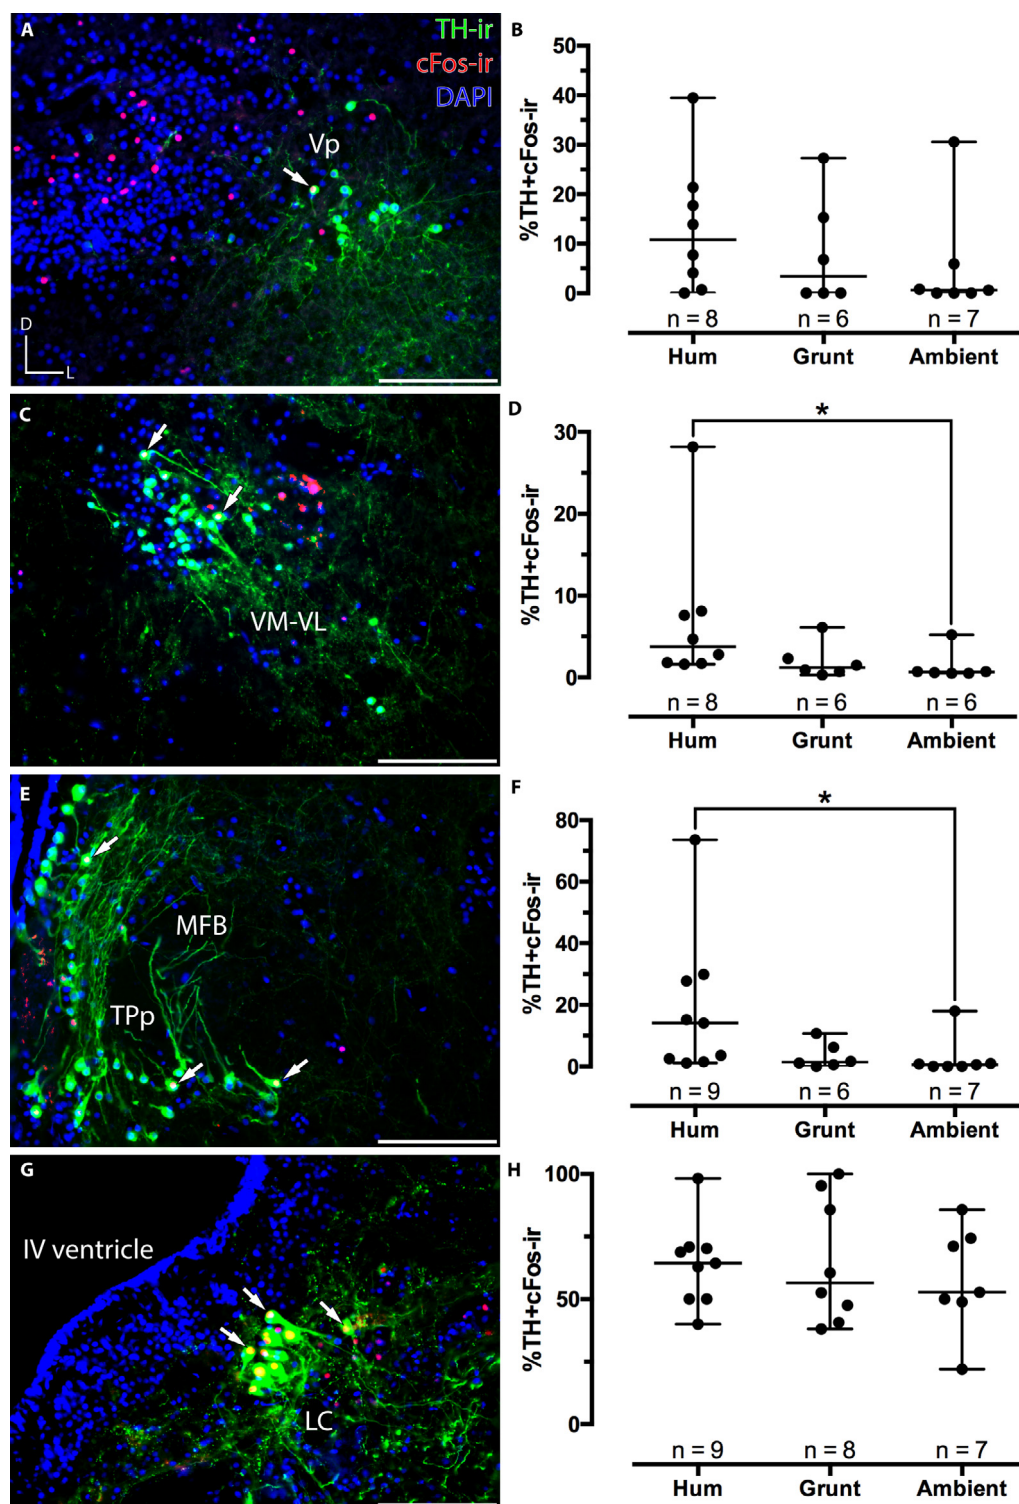 A
TH-ir
cFos-ir
DAPI
Vp
D
L
B
%TH+cFos-ir
50
40
30
20
10
0
n = 8
n = 6
n = 7
Hum
Grunt
Ambient
C
VM-VL
D
*
%TH+cFos-ir
30
20
10
0
n = 8
n = 6
n = 6
Hum
Grunt
Ambient
E
MFB
TPp
F
*
%TH+cFos-ir
80
60
40
20
0
n = 9
n = 6
n = 7
Hum
Grunt
Ambient
G
IV ventricle
LC
H
%TH+cFos-ir
100
50
0
n = 9
n = 8
n = 7
Hum
Grunt
Ambient